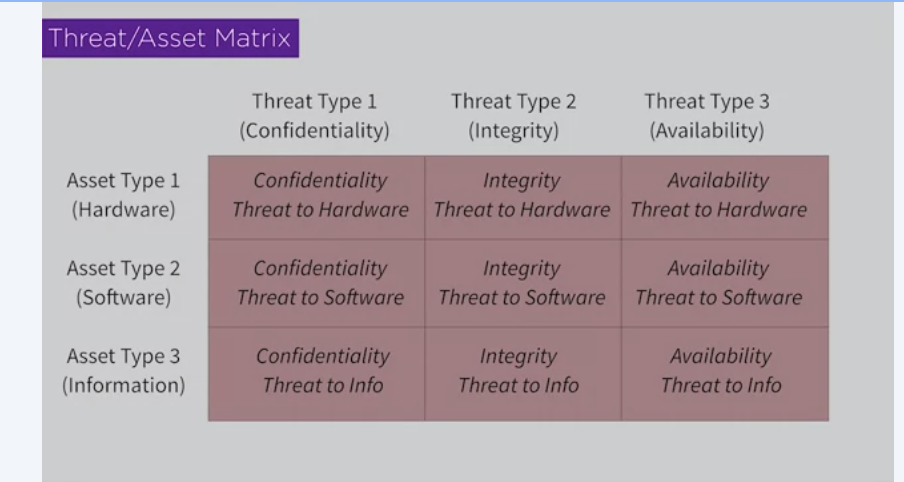 Threat/Asset Matrix
Threat Type 1 Threat Type 2 Threat Type 3
(Confidentiality) (Integrity) (Availability)
Asset Type 1 Confidentiality Integrity Availability
(Hardware) Threat to Hardware Threat to Hardware Threat to Hardware
Asset Type 2 Confidentiality Integrity Availability
(Software) Threat to Software Threat to Software Threat to Software
Asset Type 3 Confidentiality Integrity Availability
(Information) Threat to Info Threat to Info Threat to Info